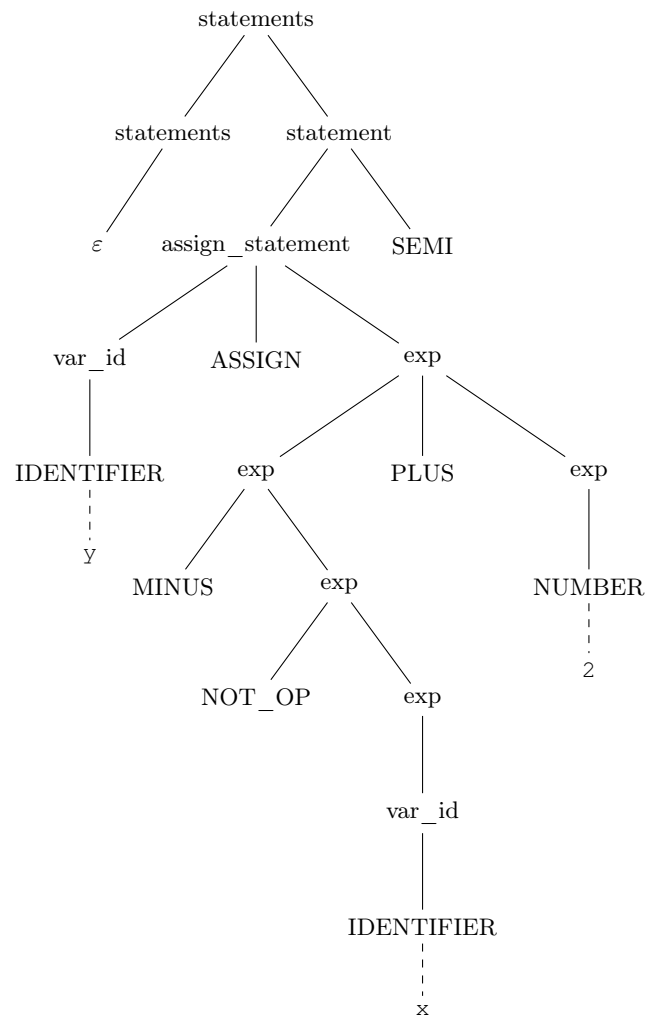 statements
statements statement
ε assign_statement SEMI
var_id ASSIGN exp
IDENTIFIER exp PLUS exp
y
MINUS exp NUMBER
2
NOT_OP exp
var_id
IDENTIFIER
x